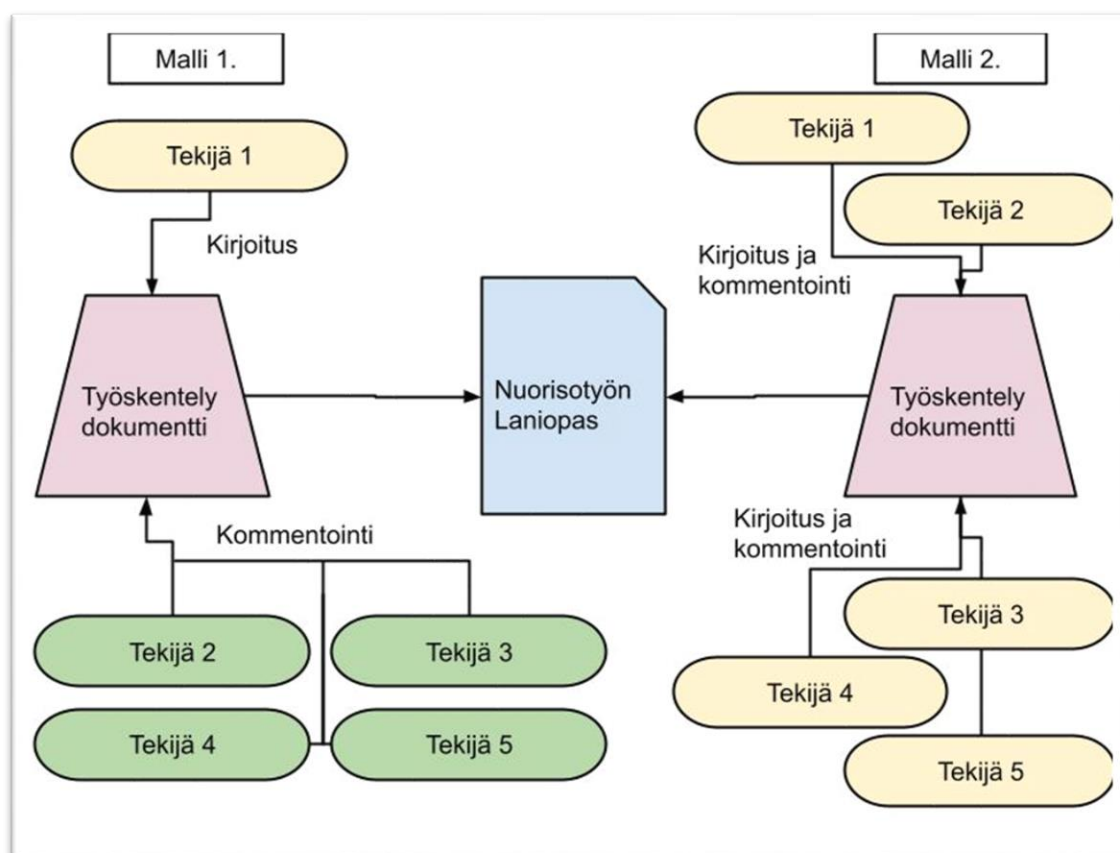 Malli 1.
Tekijä 1
Kirjoitus
Työskentely
dokumentti
Kommentointi
Tekijä 2
Tekijä 3
Tekijä 4
Tekijä 5
Nuorisotyön
Laniopas
Malli 2.
Tekijä 1
Tekijä 2
Kirjoitus ja
kommentointi
Työskentely
dokumentti
Kirjoitus ja
kommentointi
Tekijä 3
Tekijä 4
Tekijä 5